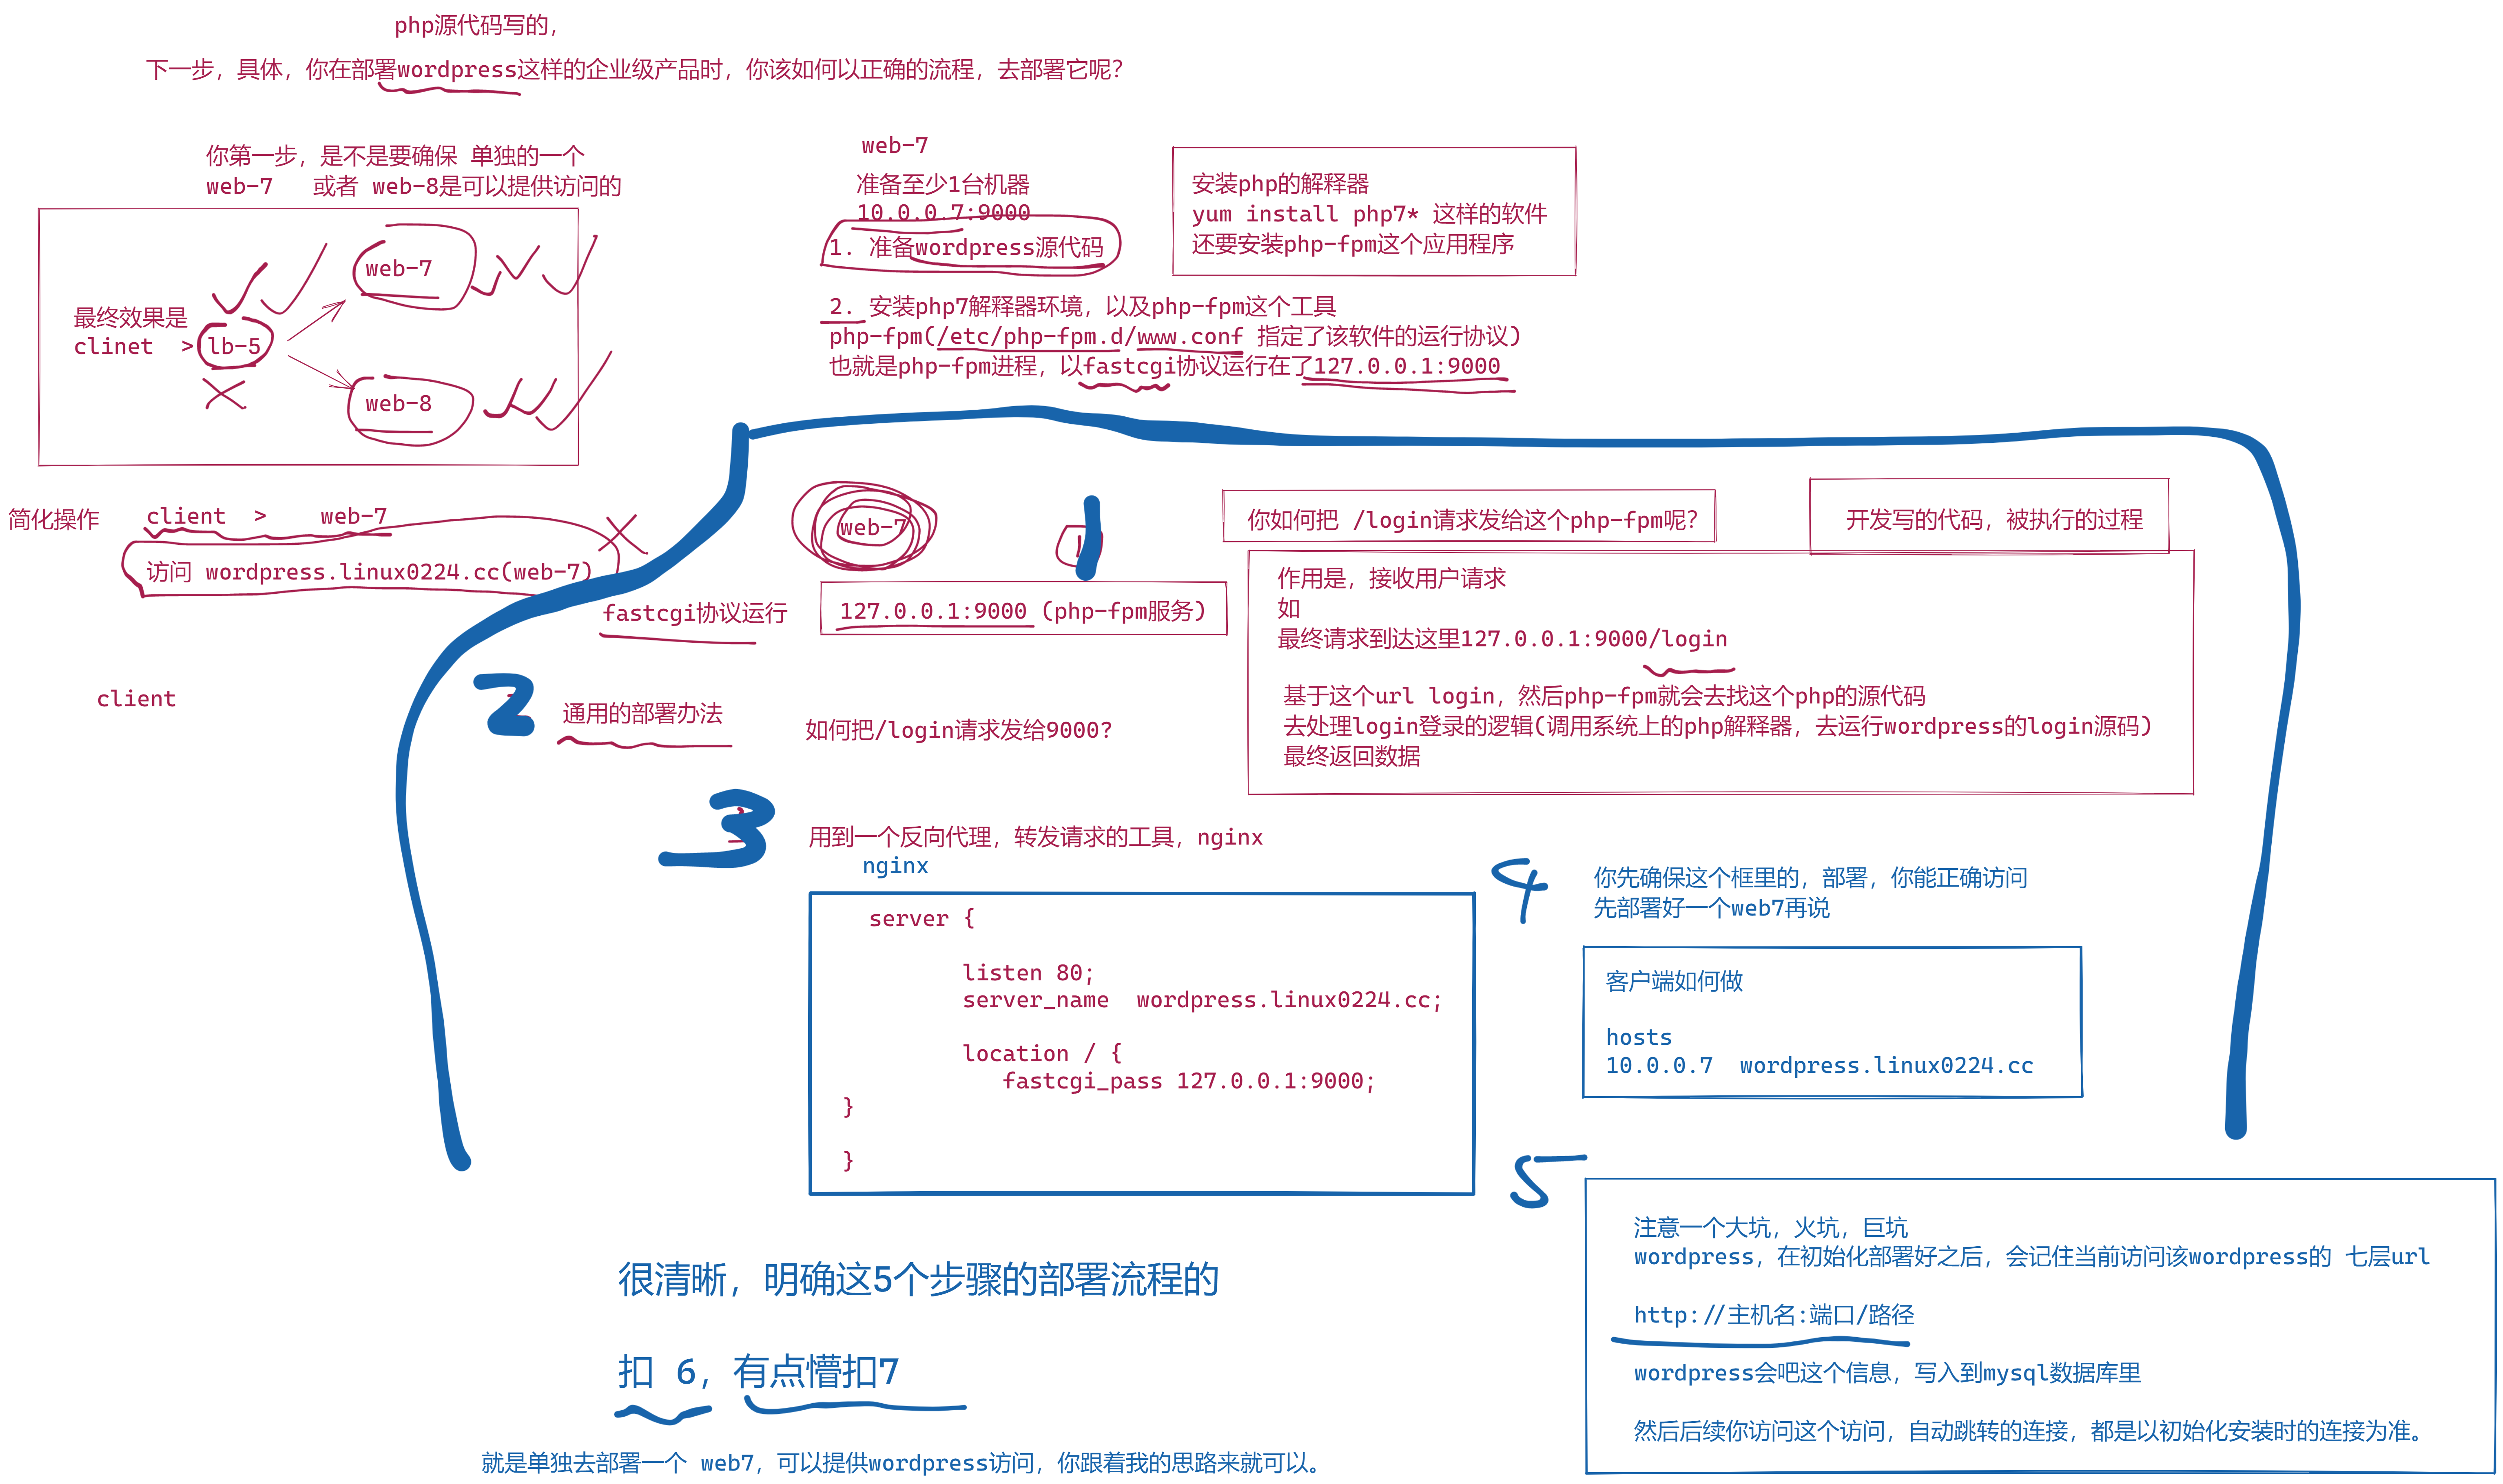 php源代码写的，
下一步，具体，你在部署wordpress这样的企业级产品时，你该如何以正确的流程，去部署它呢？
你第一步，是不是要确保 单独的一个
web-7 或者 web-8是可以提供访问的
最终效果是
clinet > lb-5
web-7
web-8
web-7
准备至少1台机器
10.0.0.7:9000
1. 准备wordpress源代码
安装php的解释器
yum install php7* 这样的软件
还要安装php-fpm这个应用程序
2. 安装php7解释器环境，以及php-fpm这个工具
php-fpm(/etc/php-fpm.d/www.conf 指定了该软件的运行协议)
也就是php-fpm进程，以fastcgi协议运行在了127.0.0.1:9000
简化操作
client > web-7
访问 wordpress.linux0224.cc(web-7)
client
web-7
1
fastcgi协议运行
127.0.0.1:9000 (php-fpm服务)
你如何把 /login请求发给这个php-fpm呢？
开发写的代码，被执行的过程
作用是，接收用户请求
如
最终请求到达这里127.0.0.1:9000/login
基于这个url login，然后php-fpm就会去找这个php的源代码
去处理login登录的逻辑(调用系统上的php解释器，去运行wordpress的login源码)
最终返回数据
2
通用的部署办法
如何把/login请求发给9000?
3
用到一个反向代理，转发请求的工具，nginx
nginx
server {
listen 80;
server_name wordpress.linux0224.cc;
location / {
fastcgi_pass 127.0.0.1:9000;
}
}
4
你先确保这个框里的，部署，你能正确访问
先部署好一个web7再说
客户端如何做
hosts
10.0.0.7 wordpress.linux0224.cc
5
注意一个大坑，火坑，巨坑
wordpress，在初始化部署好之后，会记住当前访问该wordpress的 七层url
http://主机名:端口/路径
wordpress会吧这个信息，写入到mysql数据库里
然后后续你访问这个访问，自动跳转的连接，都是以初始化安装时的连接为准。
很清晰，明确这5个步骤的部署流程的
扣 6，有点懵扣7
就是单独去部署一个 web7，可以提供wordpress访问，你跟着我的思路来就可以。